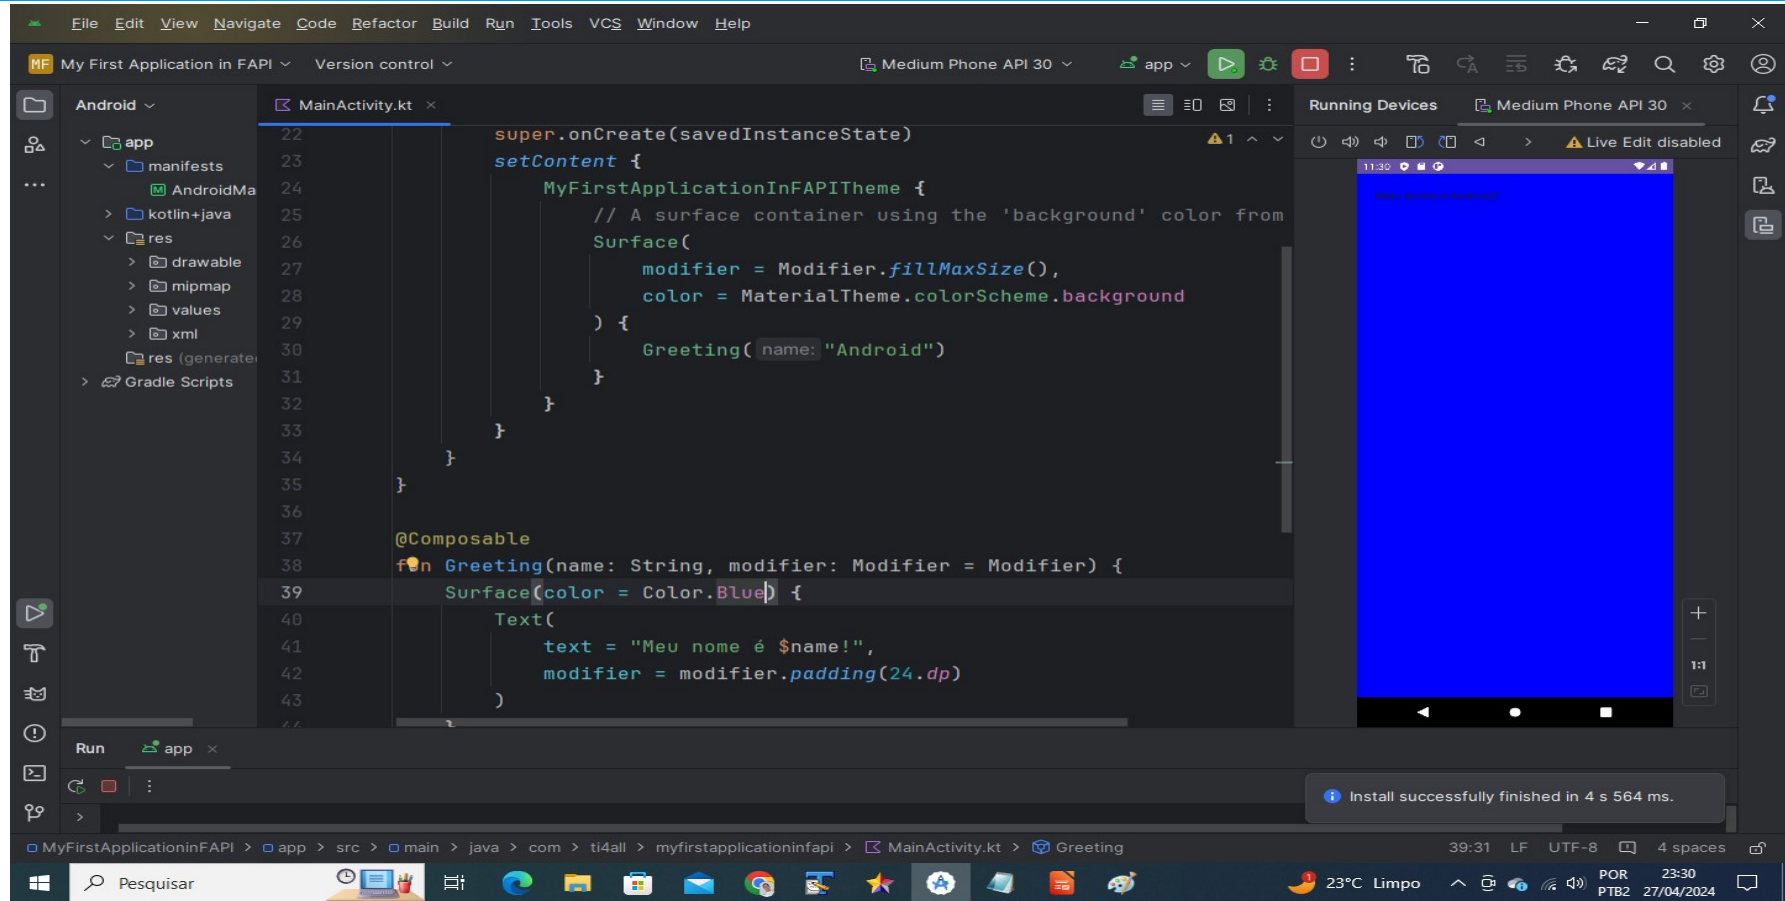 File Edit View Navigate Code Refactor Build Run Tools VCS Window Help
MF My First Application in FAPI Version control Medium Phone API 30 app
Android MainActivity.kt Running Devices Medium Phone API 30
Live Edit disabled
app
manifests
AndroidMa
kotlin+java
res
drawable
mipmap
values
xml
res (generate
Gradle Scripts
1
22 super.onCreate(savedInstanceState)
23 setContent {
24 MyFirstApplicationInFAPITheme {
25 // A surface container using the 'background' color from
26 Surface(
27 modifier = Modifier.fillMaxSize(),
28 color = MaterialTheme.colorScheme.background
29 ) {
30 Greeting( name: "Android")
31 }
32 }
33 }
34 }
35 }
36
37 @Composable
38 fun Greeting(name: String, modifier: Modifier = Modifier) {
39 Surface(color = Color.Blue) {
40 Text(
41 text = "Meu nome é $name!",
42 modifier = modifier.padding(24.dp)
43 )
44 }
11:30
1:1
Run app
Install successfully finished in 4 s 564 ms.
MyFirstApplicationinFAPI > app > src > main > java > com > ti4all > myfirstapplicationinfapi > MainActivity.kt > Greeting 39:31 LF UTF-8 4 spaces
Pesquisar 23°C Limpo POR 23:30
PTB2 27/04/2024